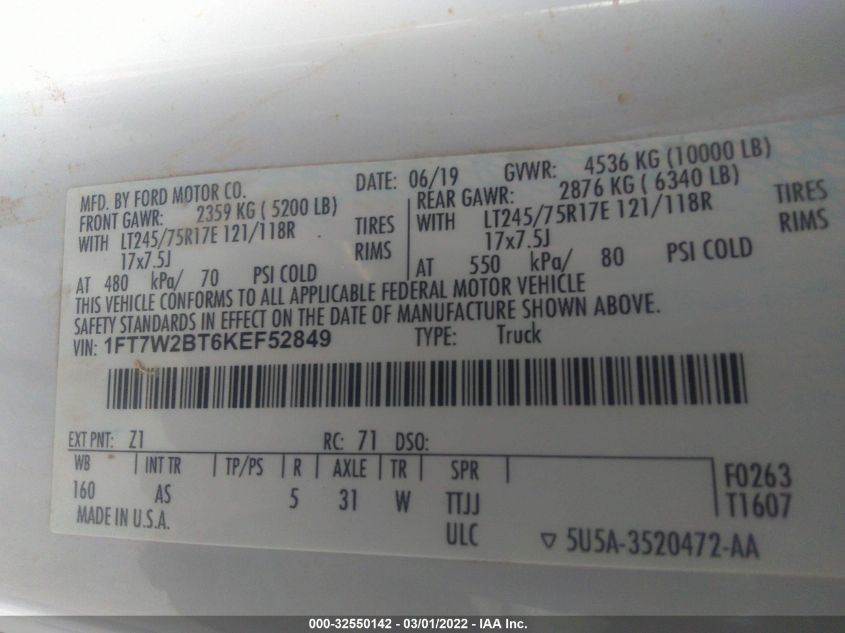 MFD. BY FORD MOTOR CO.
DATE: 06/19 GVWR: 4536 KG (10000 LB)
FRONT GAWR: 2359 KG ( 5200 LB)
REAR GAWR: 2876 KG ( 6340 LB)
WITH LT245/75R17E 121/118R TIRES
WITH LT245/75R17E 121/118R TIRES
17x7.5J RIMS
17x7.5J RIMS
AT 480 kPa/ 70 PSI COLD
AT 550 kPa/ 80 PSI COLD
THIS VEHICLE CONFORMS TO ALL APPLICABLE FEDERAL MOTOR VEHICLE
SAFETY STANDARDS IN EFFECT ON THE DATE OF MANUFACTURE SHOWN ABOVE.
VIN: 1FT7W2BT6KEF52849 TYPE: Truck
EXT PNT: Z1 RC: 71 DSO:
WB INT TR TP/PS R AXLE TR SPR
160 AS 5 31 W TTJJ
ULC
F0263
T1607
MADE IN U.S.A.
5U5A-3520472-AA
000-32550142 - 03/01/2022 - IAA Inc.